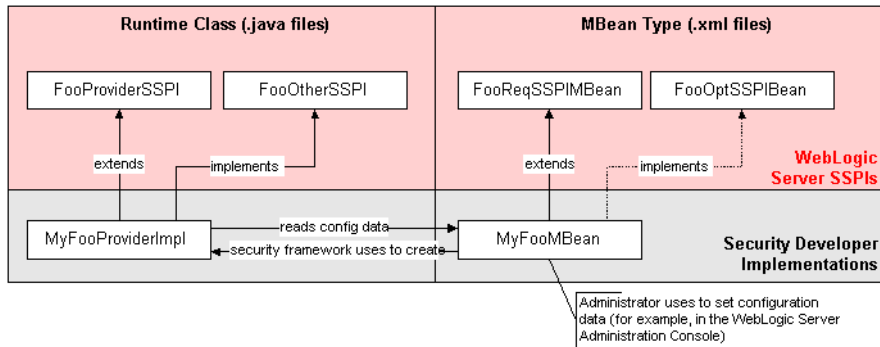 Runtime Class (.java files)
MBean Type (.xml files)
FooProviderSSPI
FooOtherSSPI
FooReqSSPIMBean
FooOptSSPIBean
extends
implements
extends
implements
WebLogic
Server SSPIs
MyFooProviderImpl
reads config data
security framework uses to create
MyFooMBean
Security Developer
Implementations
Administrator uses to set configuration
data (for example, in the WebLogic Server
Administration Console)